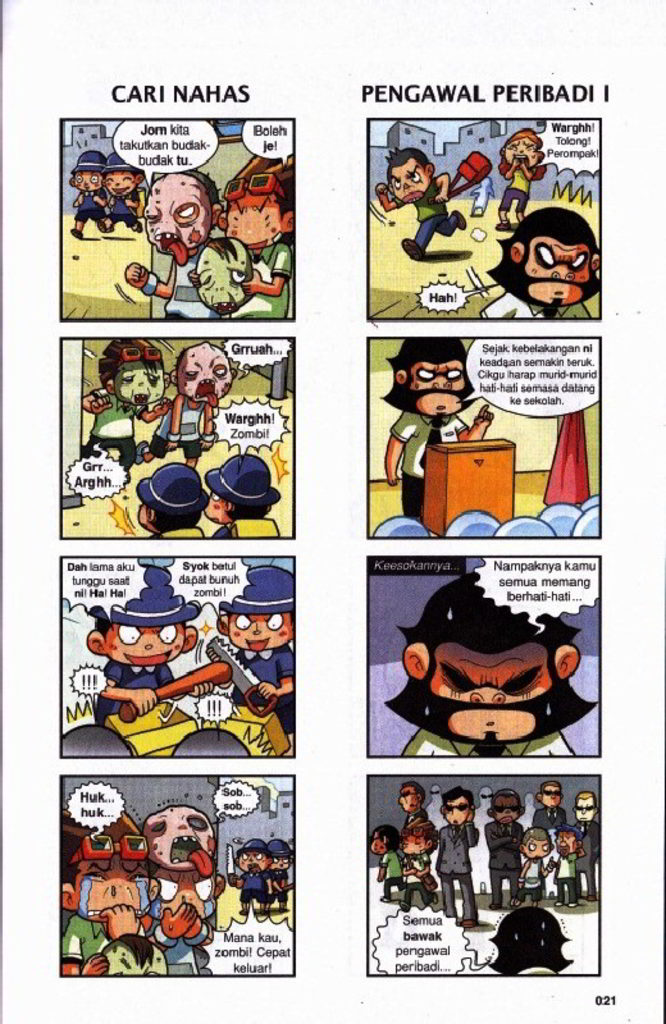 CARI NAHAS
Jom kita
takutkan budak-
budak tu.
Boleh
je!
Grruah...
Warghh!
Zombi!
Grr...
Arghh...
Dah lama aku
tunggu saat
ni! Ha! Ha!
Syok betul
dapat bunuh
zombi!
!!!
!!!
Huk...
huk...
Sob...
sob...
Mana kau,
zombi! Cepat
keluar!
PENGAWAL PERIBADI I
Warghh!
Tolong!
Perompak!
Hah!
Sejak kebelakangan ni
keadaan semakin teruk.
Cikgu harap murid-murid
hati-hati semasa datang
ke sekolah.
Keesokannya...
Nampaknya kamu
semua memang
berhati-hati...
Semua
bawak
pengawal
peribadi...
021